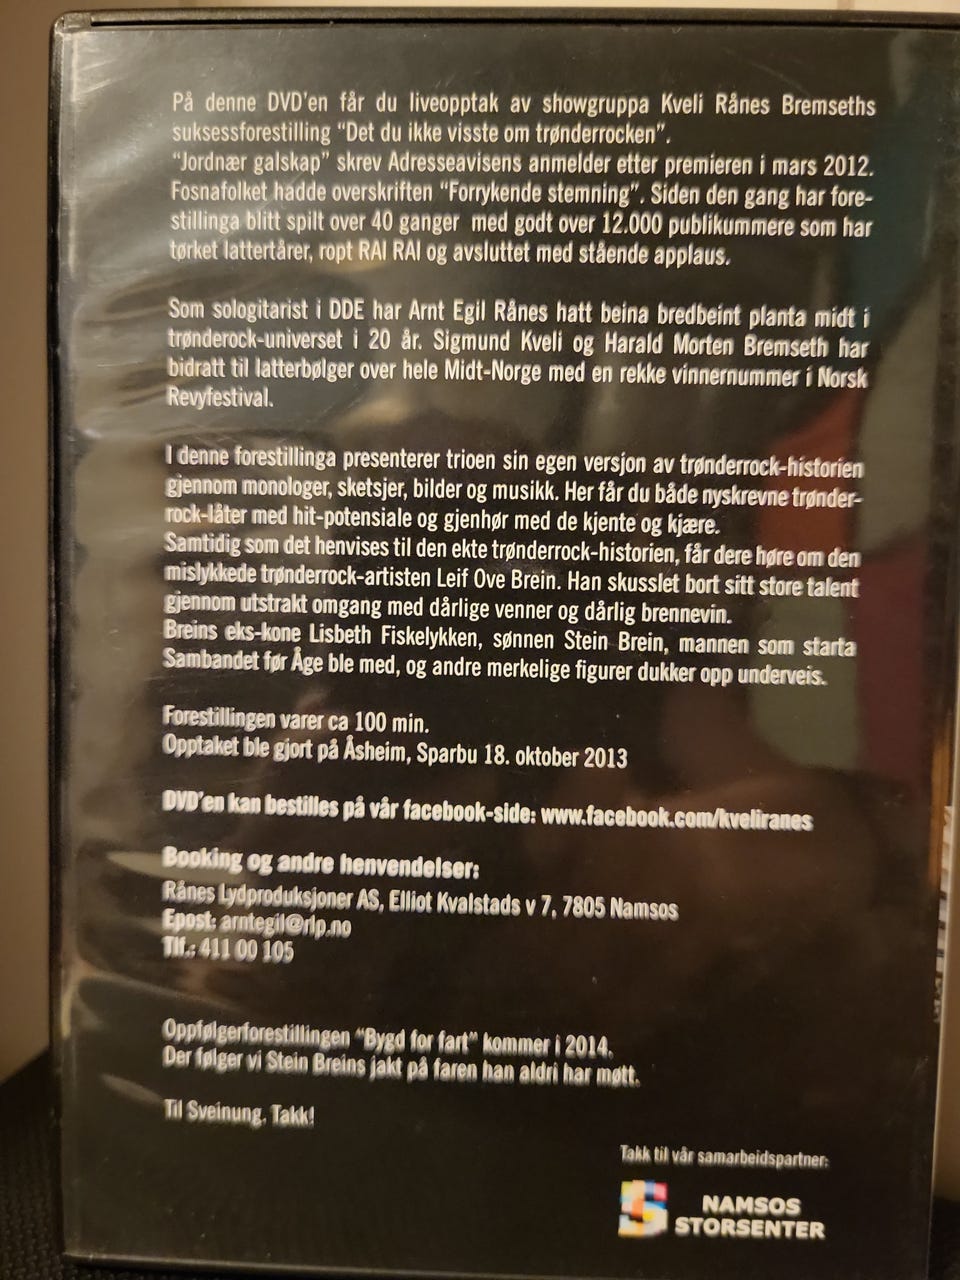 På denne DVD'en får du liveopptak av showgruppa Kveli Rånes Bremseths
suksessforestilling "Det du ikke visste om trønderrocken".
"Jordnær galskap" skrev Adresseavisens anmelder etter premieren i mars 2012.
Fosnafolket hadde overskriften "Forrykende stemning". Siden den gang har fore-
stillinga blitt spilt over 40 ganger med godt over 12.000 publikummere som har
tørket lattertårer, ropt RAI RAI og avsluttet med stående applaus.
Som sologitarist i DDE har Arnt Egil Rånes hatt beina bredbeint planta midt i
trønderock-universet i 20 år. Sigmund Kveli og Harald Morten Bremseth har
bidratt til latterbølger over hele Midt-Norge med en rekke vinnernummer i Norsk
Revyfestival.
I denne forestillinga presenterer trioen sin egen versjon av trønderrock-historien
gjennom monologer, sketsjer, bilder og musikk. Her får du både nyskrevne trønder-
rock-låter med hit-potensiale og gjenhør med de kjente og kjære.
Samtidig som det henvises til den ekte trønderrock-historien, får dere høre om den
mislykkede trønderrock-artisten Leif Ove Brein. Han skusslet bort sitt store talent
gjennom utstrakt omgang med dårlige venner og dårlig brennevin.
Breins eks-kone Lisbeth Fiskelykken, sønnen Stein Brein, mannen som starta
Sambandet før Åge ble med, og andre merkelige figurer dukker opp underveis.
Forestillingen varer ca 100 min.
Opptaket ble gjort på Åsheim, Sparbu 18. oktober 2013
DVD'en kan bestilles på vår facebook-side: www.facebook.com/kveliranes
Booking og andre henvendelser:
Rånes Lydproduksjoner AS, Elliot Kvalstads v 7, 7805 Namsos
Epost: arntegil@rlp.no
Tlf.: 411 00 105
Oppfølgerforestillingen "Bygd for fart" kommer i 2014.
Der følger vi Stein Breins jakt på faren han aldri har møtt.
Til Sveinung, Takk!
Takk til vår samarbeidspartner:
NAMSOS
STORSENTER